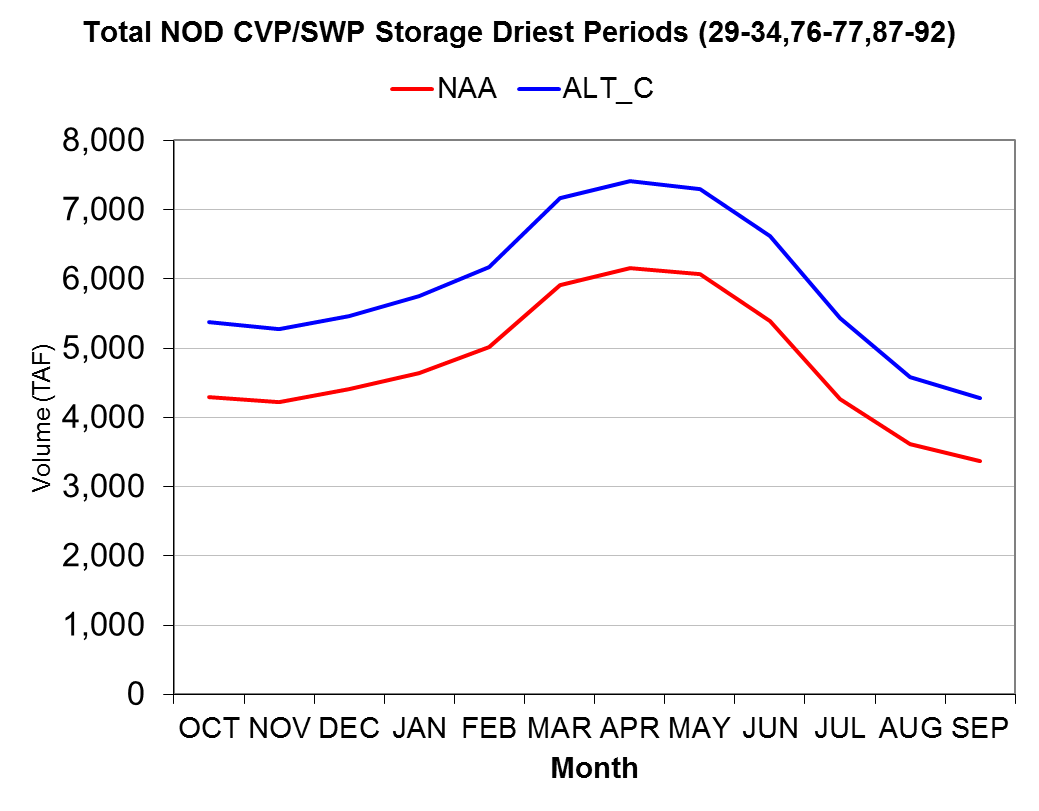 Total NOD CVP/SWP Storage Driest Periods (29-34,76-77,87-92)
NAA ALT_C
8,000
7,000
6,000
5,000
4,000
3,000
2,000
1,000
0
Volume (TAF)
OCT NOV DEC JAN FEB MAR APR MAY JUN JUL AUG SEP
Month